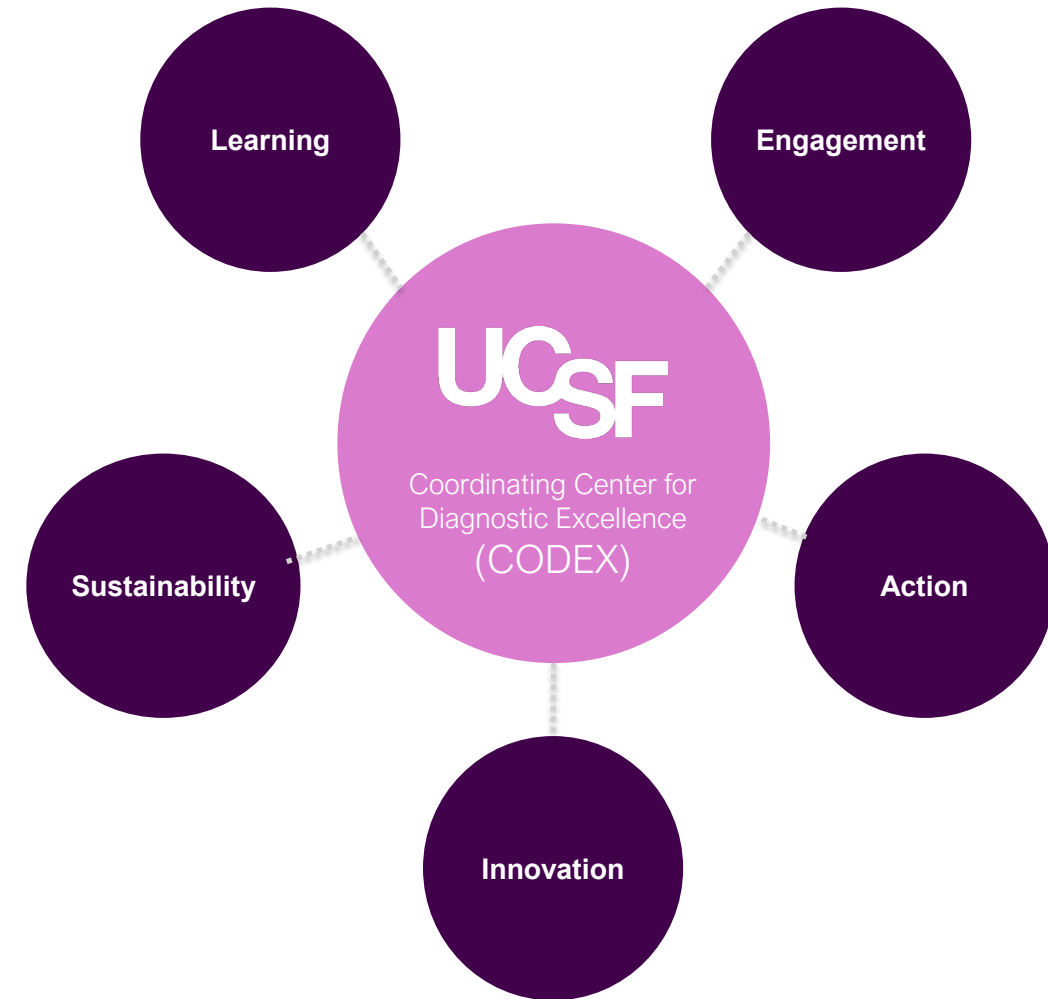 Learning
Engagement
UCSF
Coordinating Center for
Diagnostic Excellence
(CODEX)
Sustainability
Action
Innovation